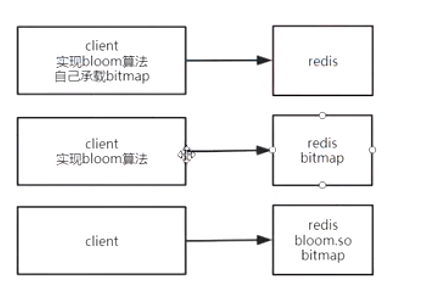 client
实现bloom算法
自己承载bitmap
redis
client
实现bloom算法
redis
bitmap
client
redis
bloom.so
bitmap